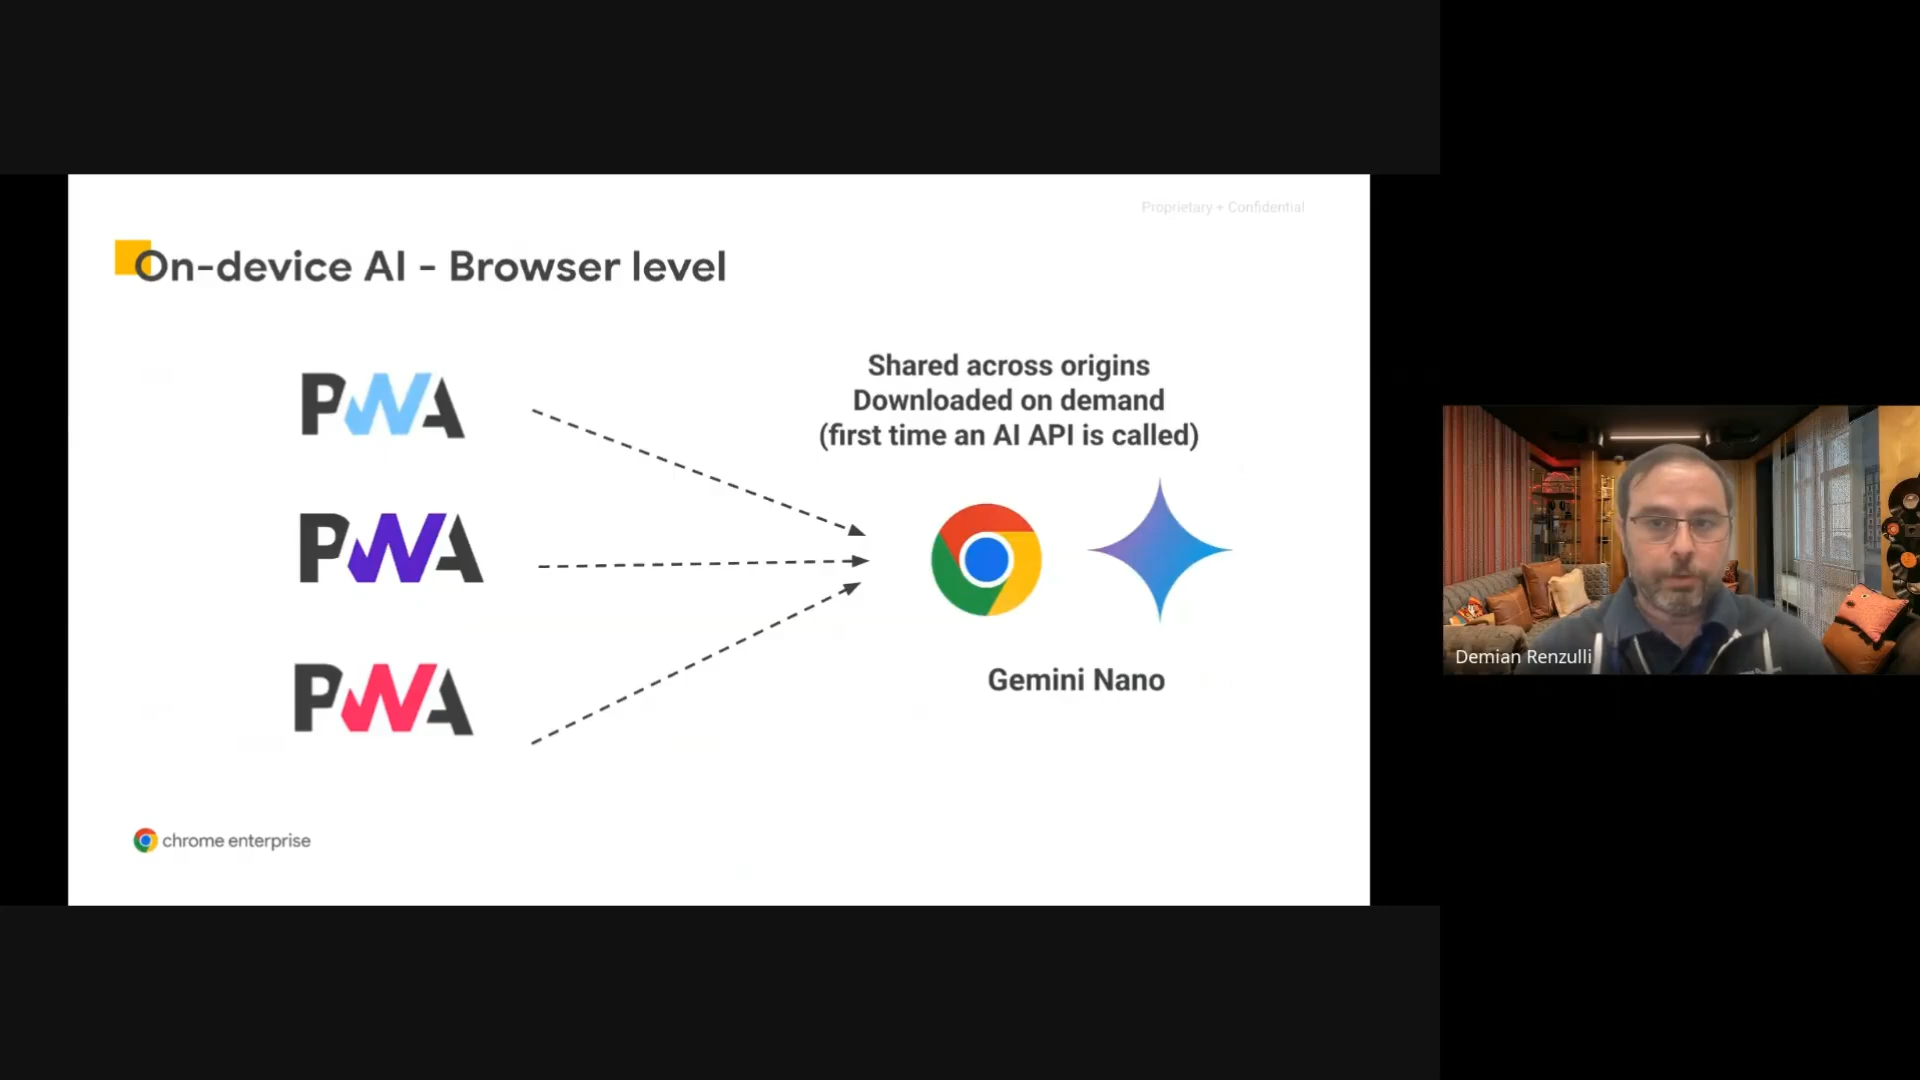 Proprietary + Confidential
On-device AI - Browser level
PWA
PWA
PWA
Shared across origins
Downloaded on demand
(first time an AI API is called)
Gemini Nano
chrome enterprise
Demian Renzulli